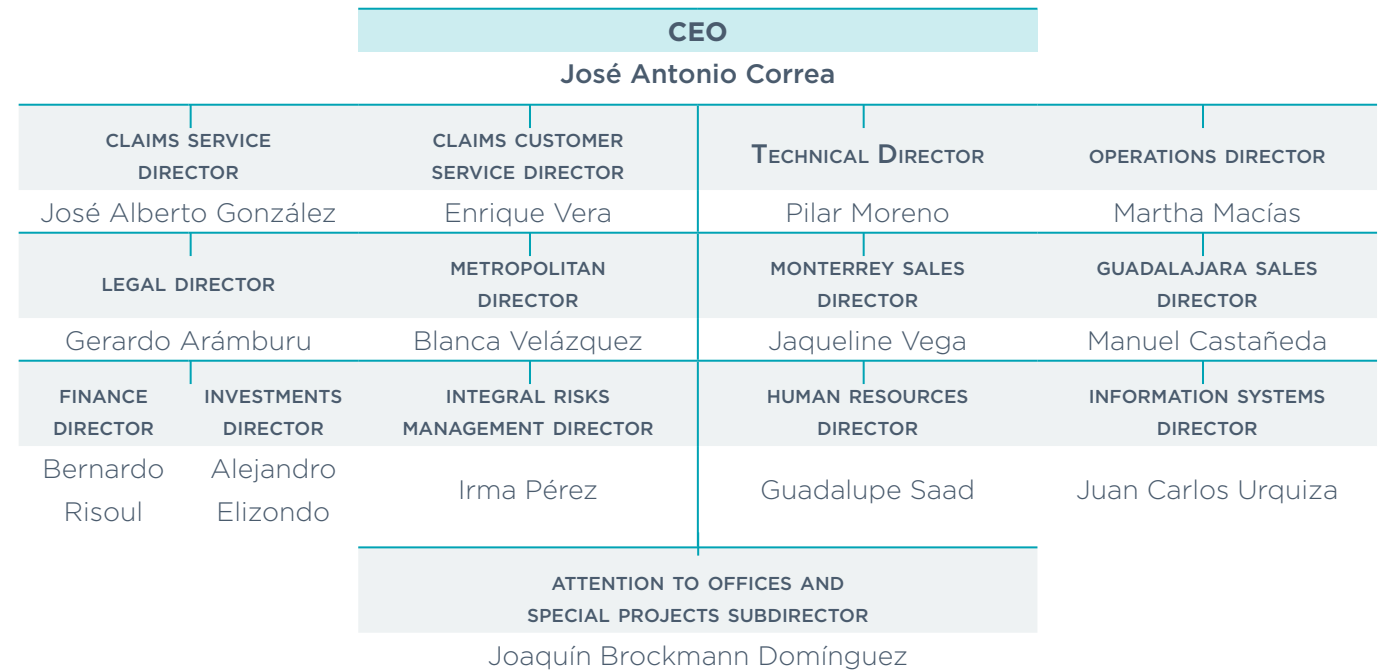 CEO
José Antonio Correa
CLAIMS SERVICE
DIRECTOR
José Alberto González
CLAIMS CUSTOMER
SERVICE DIRECTOR
Enrique Vera
TECHNICAL DIRECTOR
Pilar Moreno
OPERATIONS DIRECTOR
Martha Macías
LEGAL DIRECTOR
Gerardo Arámburu
METROPOLITAN
DIRECTOR
Blanca Velázquez
MONTERREY SALES
DIRECTOR
Jaqueline Vega
GUADALAJARA SALES
DIRECTOR
Manuel Castañeda
FINANCE
DIRECTOR
Bernardo
Risoul
INVESTMENTS
DIRECTOR
Alejandro
Elizondo
INTEGRAL RISKS
MANAGEMENT DIRECTOR
Irma Pérez
HUMAN RESOURCES
DIRECTOR
Guadalupe Saad
INFORMATION SYSTEMS
DIRECTOR
Juan Carlos Urquiza
ATTENTION TO OFFICES AND
SPECIAL PROJECTS SUBDIRECTOR
Joaquín Brockmann Domínguez